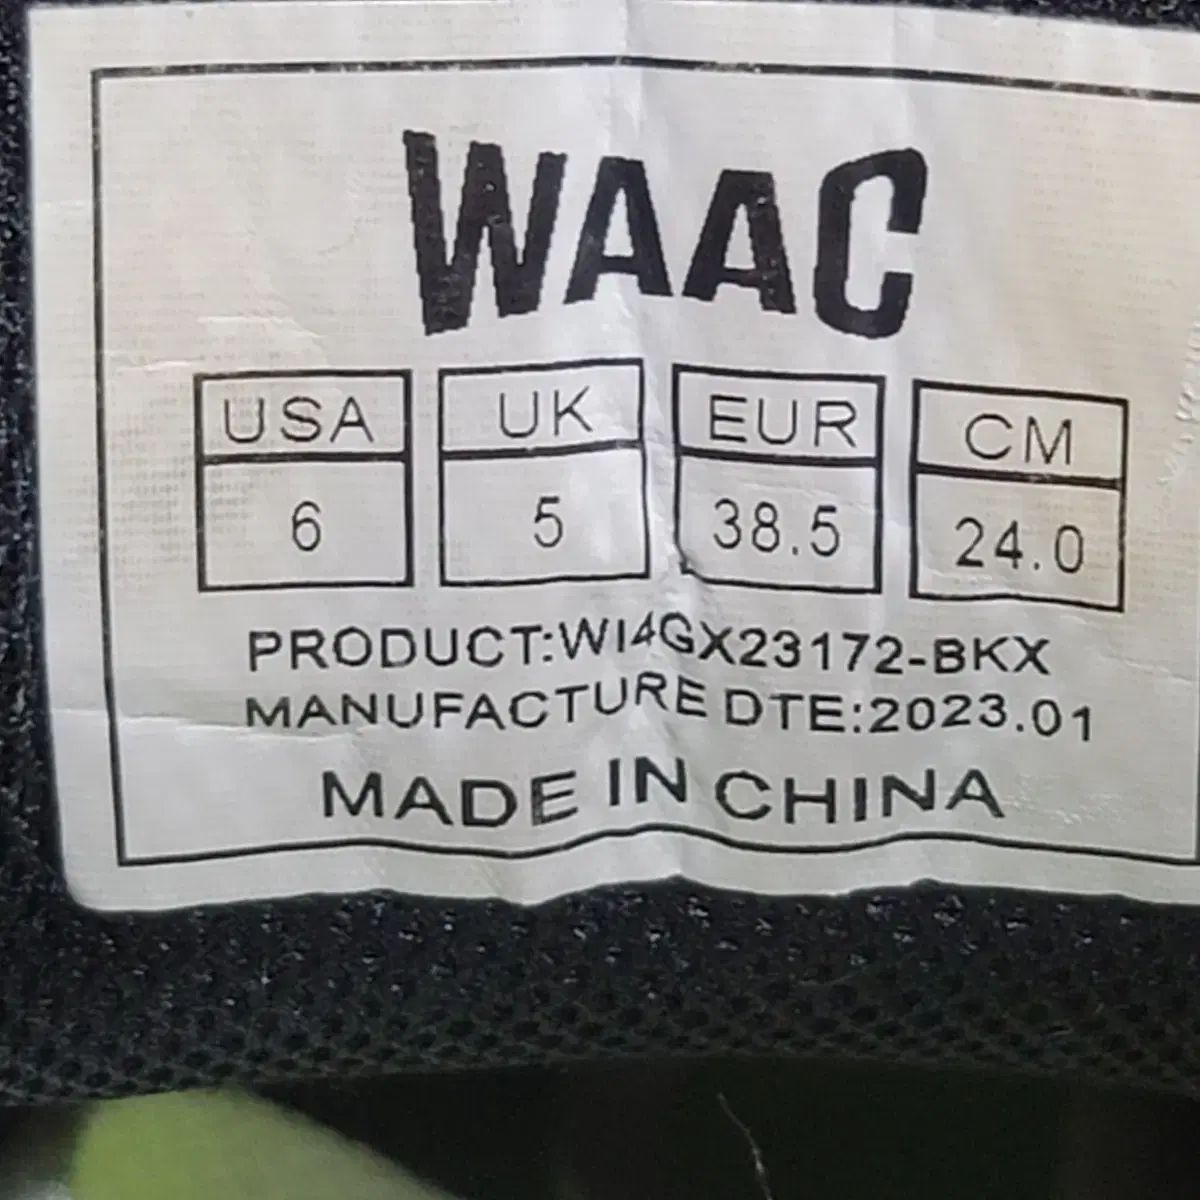 WAAC
USA UK EUR CM
6 5 38.5 24.0
PRODUCT:WI4GX23172-BKX
MANUFACTURE DTE:2023.01
MADE IN CHINA